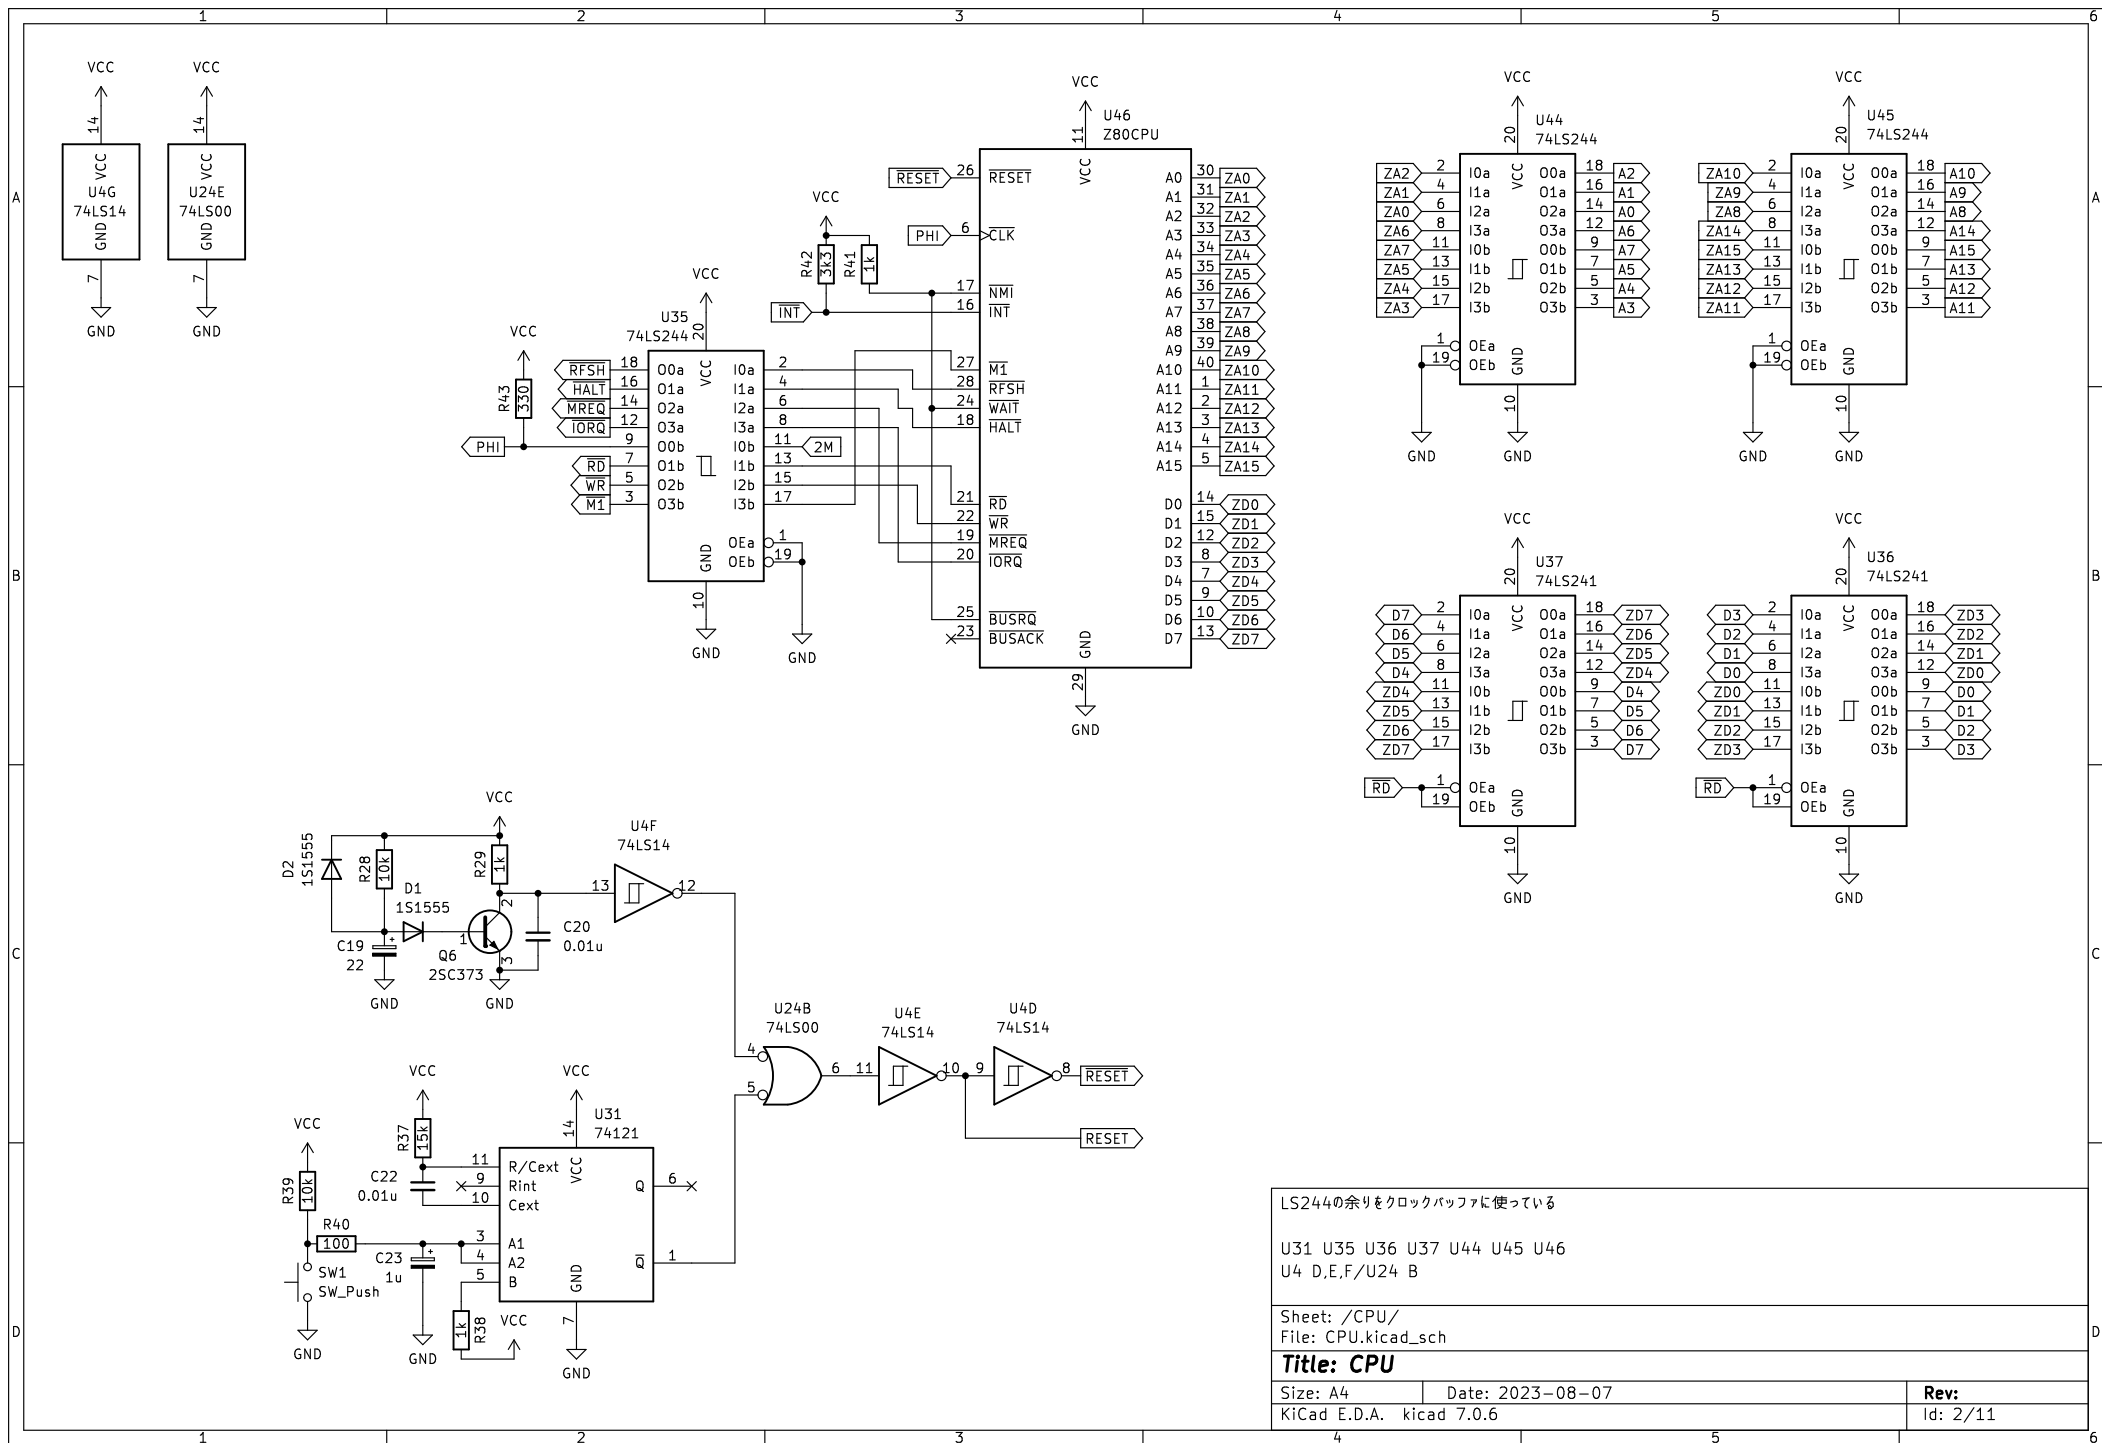 1 2 3 4 5 6
A
B
C
D
A
B
C
D
1 2 3 4 5 6
VCC
14
VCC
U4G
74LS14
GND
7
GND
VCC
14
VCC
U24E
74LS00
GND
7
GND
VCC
R43
330
PHI
U35
74LS244
VCC
20
VCC
RFSH 18 O0a I0a 2
HALT 16 O1a I1a 4
MREQ 14 O2a I2a 6
IORQ 12 O3a I3a 8
9 O0b I0b 11 2M
RD 7 O1b I1b 13
WR 5 O2b I2b 15
M1 3 O3b I3b 17
OEa 1
OEb 19
GND
10
GND
GND
VCC
R42
3k3
R41
1k
INT
VCC
11
U46
Z80CPU
VCC
RESET 26 RESET
PHI 6 CLK
17 NMI
16 INT
27 M1
28 RFSH
24 WAIT
18 HALT
21 RD
22 WR
19 MREQ
20 IORQ
25 BUSRQ
23 BUSACK
A0 30 ZA0
A1 31 ZA1
A2 32 ZA2
A3 33 ZA3
A4 34 ZA4
A5 35 ZA5
A6 36 ZA6
A7 37 ZA7
A8 38 ZA8
A9 39 ZA9
A10 40 ZA10
A11 1 ZA11
A12 2 ZA12
A13 3 ZA13
A14 4 ZA14
A15 5 ZA15
D0 14 ZD0
D1 15 ZD1
D2 12 ZD2
D3 8 ZD3
D4 7 ZD4
D5 9 ZD5
D6 10 ZD6
D7 13 ZD7
GND
29
GND
VCC
20
U44
74LS244
VCC
ZA2 2 I0a O0a 18 A2
ZA1 4 I1a O1a 16 A1
ZA0 6 I2a O2a 14 A0
ZA6 8 I3a O3a 12 A6
ZA7 11 I0b O0b 9 A7
ZA5 13 I1b O1b 7 A5
ZA4 15 I2b O2b 5 A4
ZA3 17 I3b O3b 3 A3
1 OEa
19 OEb
GND
10
GND
GND
VCC
20
U45
74LS244
VCC
ZA10 2 I0a O0a 18 A10
ZA9 4 I1a O1a 16 A9
ZA8 6 I2a O2a 14 A8
ZA14 8 I3a O3a 12 A14
ZA15 11 I0b O0b 9 A15
ZA13 13 I1b O1b 7 A13
ZA12 15 I2b O2b 5 A12
ZA11 17 I3b O3b 3 A11
1 OEa
19 OEb
GND
10
GND
GND
VCC
20
U37
74LS241
VCC
D7 2 I0a O0a 18 ZD7
D6 4 I1a O1a 16 ZD6
D5 6 I2a O2a 14 ZD5
D4 8 I3a O3a 12 ZD4
ZD4 11 I0b O0b 9 D4
ZD5 13 I1b O1b 7 D5
ZD6 15 I2b O2b 5 D6
ZD7 17 I3b O3b 3 D7
RD 1 OEa
19 OEb
GND
10
GND
VCC
20
U36
74LS241
VCC
D3 2 I0a O0a 18 ZD3
D2 4 I1a O1a 16 ZD2
D1 6 I2a O2a 14 ZD1
D0 8 I3a O3a 12 ZD0
ZD0 11 I0b O0b 9 D0
ZD1 13 I1b O1b 7 D1
ZD2 15 I2b O2b 5 D2
ZD3 17 I3b O3b 3 D3
RD 1 OEa
19 OEb
GND
10
GND
VCC
D2
1S1555
R28
10k
D1
1S1555
R29
1k
C19
22
GND
1
2
3
Q6
2SC373
GND
C20
0.01u
U4F
74LS14
13
12
U24B
74LS00
4
5
6
U4E
74LS14
11
10
U4D
74LS14
9
8
RESET
RESET
VCC
R39
10k
R40
100
SW1
SW_Push
GND
VCC
R37
15k
C22
0.01u
C23
1u
GND
R38
1k
VCC
VCC
14
U31
74121
VCC
11 R/Cext
9 Rint
10 Cext
3 A1
4 A2
5 B
Q 6
Q 1
GND
7
GND
LS244の余りをクロックバッファに使っている
U31 U35 U36 U37 U44 U45 U46
U4 D,E,F/U24 B
Sheet: /CPU/
File: CPU.kicad_sch
Title: CPU
Size: A4 Date: 2023-08-07 Rev:
KiCad E.D.A. kicad 7.0.6 Id: 2/11